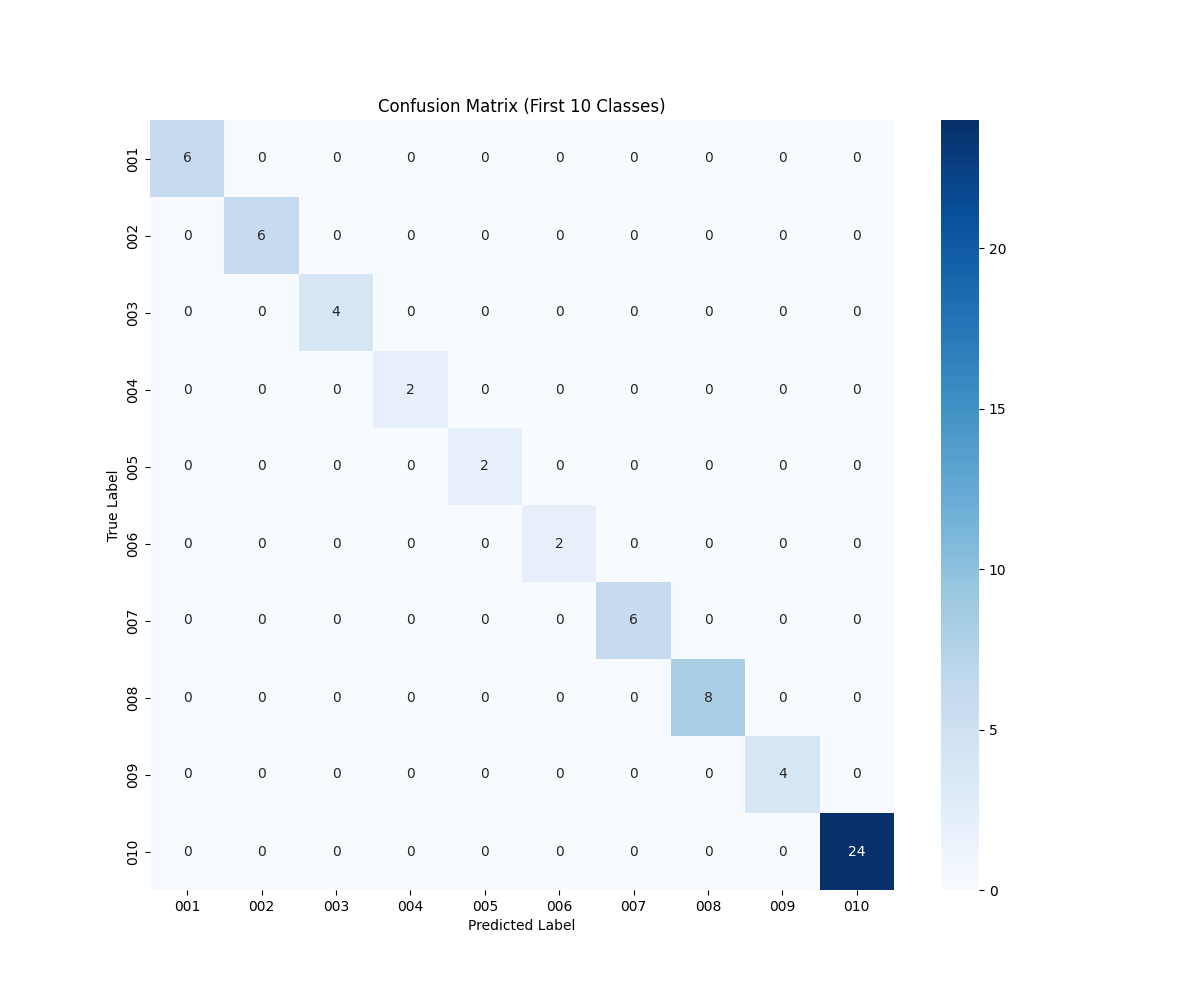 Confusion Matrix (First 10 Classes)
001 6 0 0 0 0 0 0 0 0 0
002 0 6 0 0 0 0 0 0 0 0
003 0 0 4 0 0 0 0 0 0 0
004 0 0 0 2 0 0 0 0 0 0
005 0 0 0 0 2 0 0 0 0 0
006 0 0 0 0 0 2 0 0 0 0
007 0 0 0 0 0 0 6 0 0 0
008 0 0 0 0 0 0 0 8 0 0
009 0 0 0 0 0 0 0 0 4 0
010 0 0 0 0 0 0 0 0 0 24
001 002 003 004 005 006 007 008 009 010
Predicted Label
True Label
20
15
10
5
0